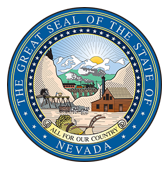 THE GREAT SEAL OF THE STATE OF
NEVADA
ALL FOR OUR COUNTRY